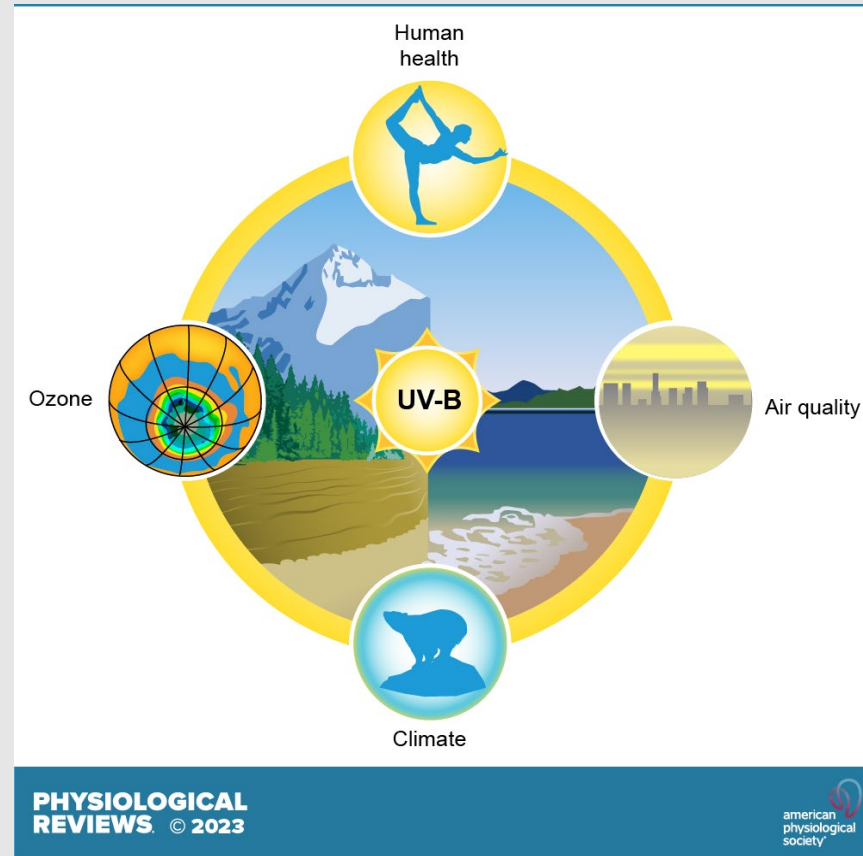 Human
health
Ozone
UV-B
Air quality
Climate
PHYSIOLOGICAL
REVIEWS. © 2023
american
physiological
society®